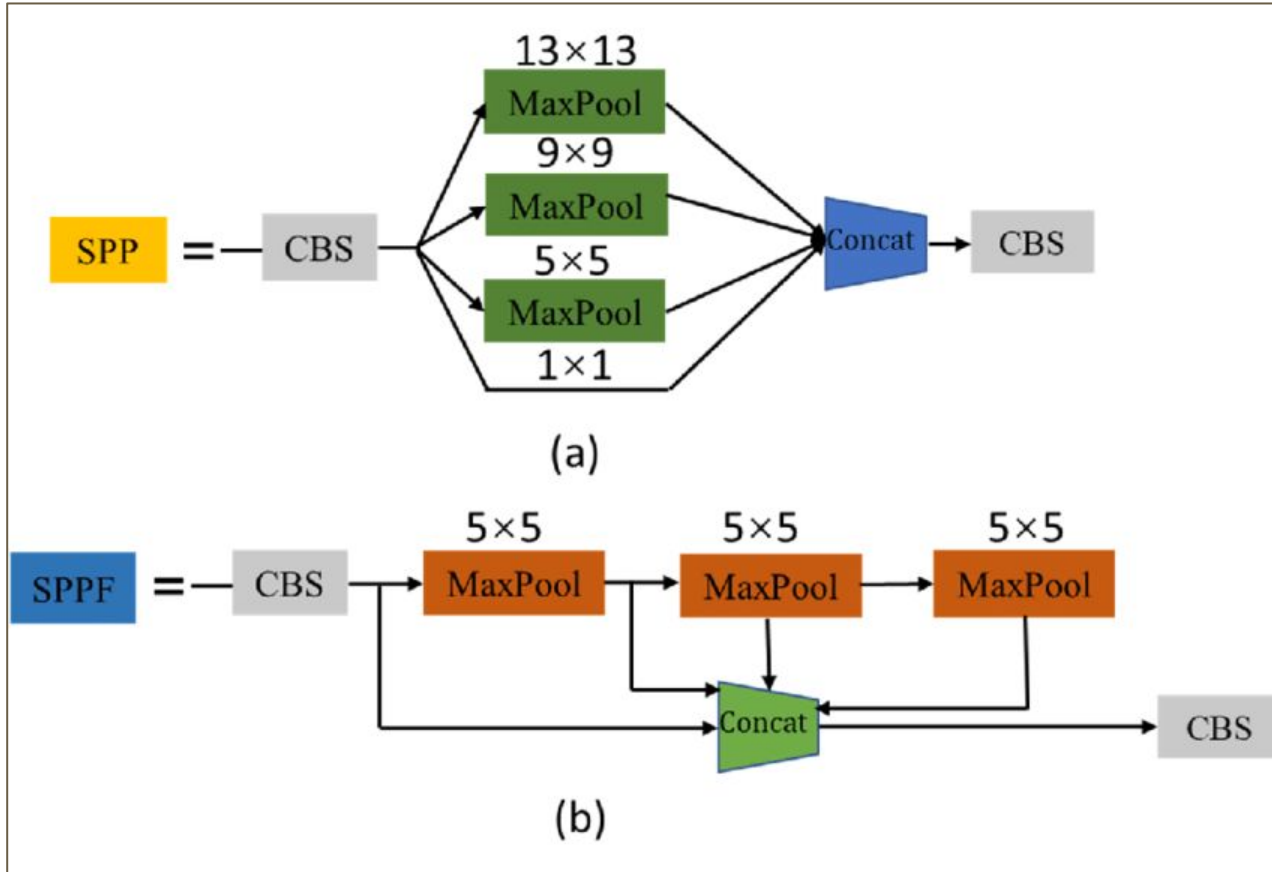 13×13
MaxPool
9×9
MaxPool
SPP = CBS Concat CBS
5×5
MaxPool
1×1
(a)
5×5 5×5 5×5
SPPF = CBS MaxPool MaxPool MaxPool
Concat CBS
(b)